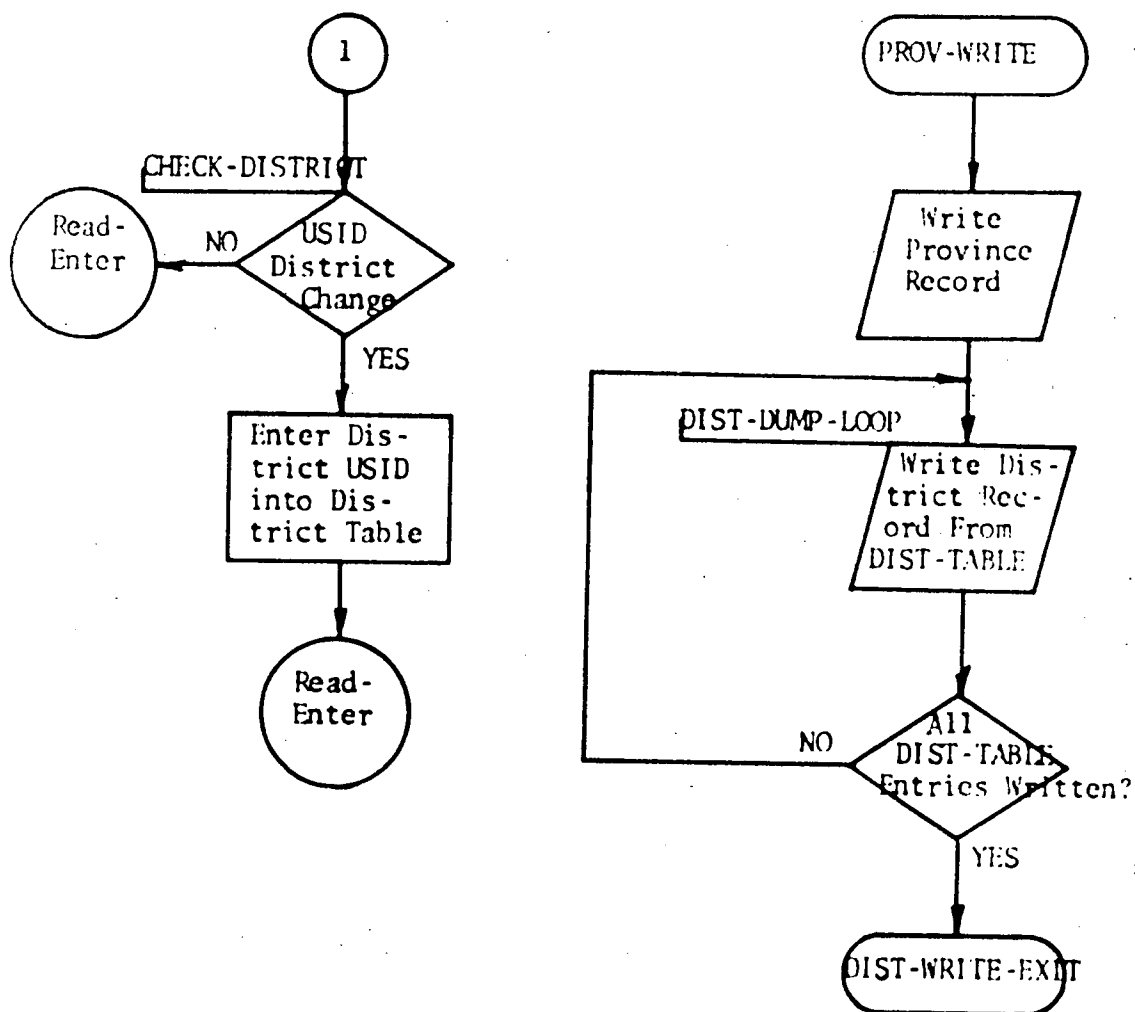 1
CHECK-DISTRICT
USID
District
Change
NO
Read-
Enter
YES
Enter Dis-
trict USID
into Dis-
trict Table
Read-
Enter
PROV-WRITE
Write
Province
Record
DIST-DUMP-LOOP
Write Dis-
trict Rec-
ord From
DIST-TABLE
All
DIST-TABLE
Entries Written?
NO
YES
DIST-WRITE-EXIT